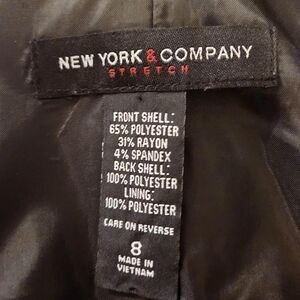 NEW YORK & COMPANY
STRETCH
FRONT SHELL:
65% POLYESTER
31% RAYON
4% SPANDEX
BACK SHELL:
100% POLYESTER
LINING:
100% POLYESTER
CARE ON REVERSE
8
MADE IN
VIETNAM